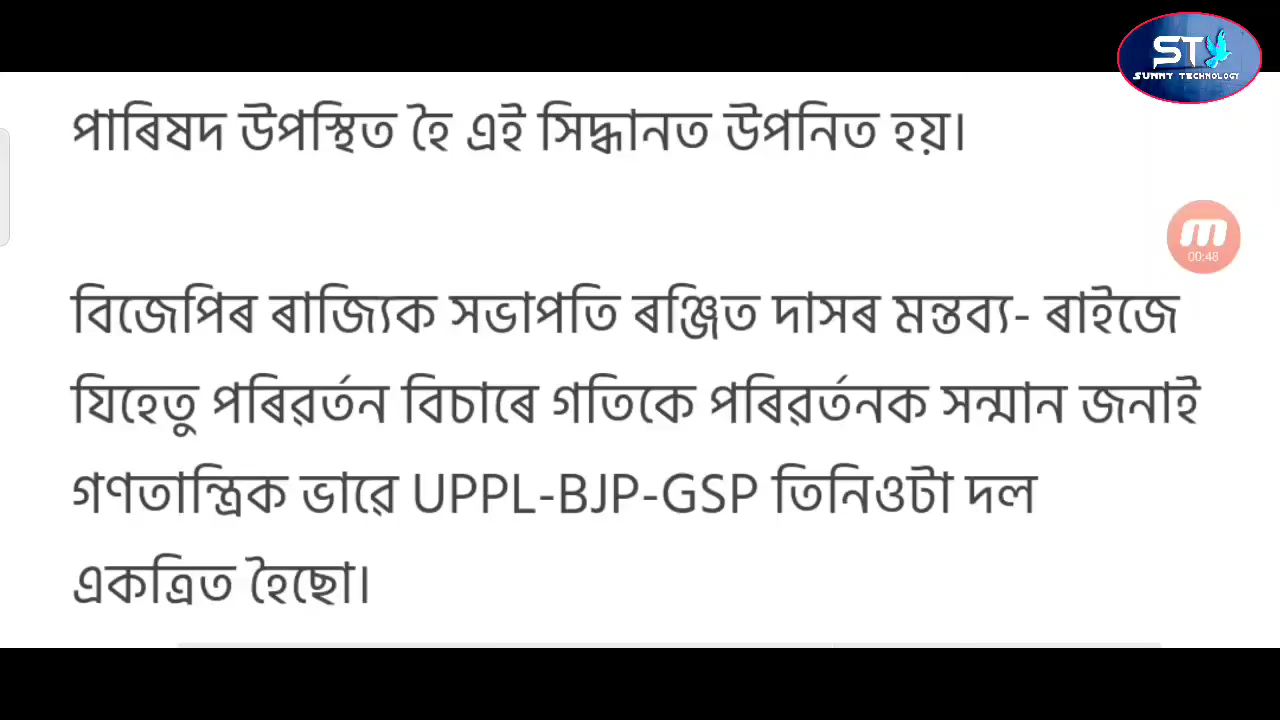 ST
SUNNY TECHNOLOGY
পাৰিষদ উপস্থিত হৈ এই সিদ্ধানত উপনিত হয়।
m
00:48
বিজেপিৰ ৰাজ্যিক সভাপতি ৰঞ্জিত দাসৰ মন্তব্য- ৰাইজে
যিহেতু পৰিৱৰ্তন বিচাৰে গতিকে পৰিৱৰ্তনক সন্মান জনাই
গণতান্ত্ৰিক ভাৱে UPPL-BJP-GSP তিনিওটা দল
একত্ৰিত হৈছো।